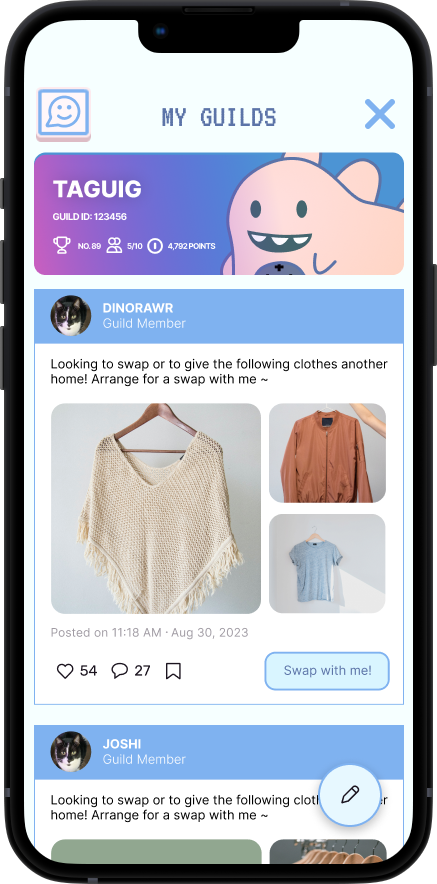 MY GUILDS
TAGUIG
GUILD ID: 123456
NO. 89 5/10 4,792 POINTS
DINORAWR
Guild Member
Looking to swap or to give the following clothes another
home! Arrange for a swap with me ~
Posted on 11:18 AM · Aug 30, 2023
54 27 Swap with me!
JOSHI
Guild Member
Looking to swap or to give the following
home! Arrange for a swap with me ~